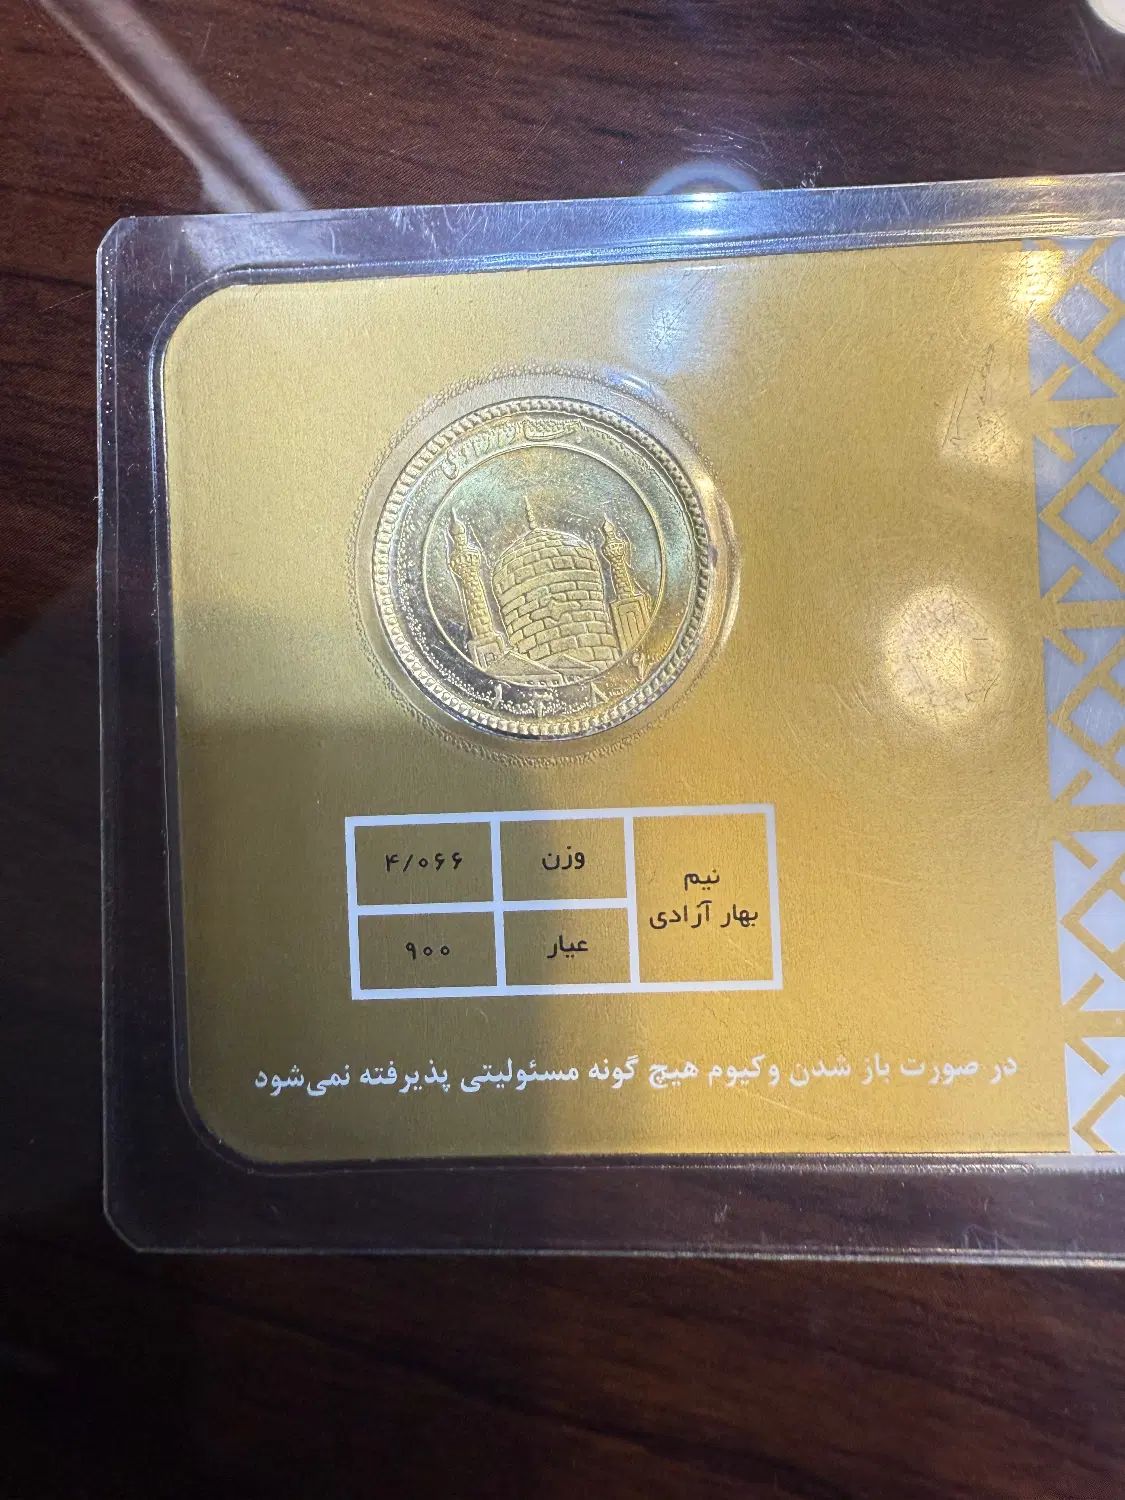 نیم
بهار آزادی
وزن
۴/۰۶۶
عیار
۹۰۰
در صورت باز شدن وکیوم هیچ گونه مسئولیتی پذیرفته نمی‌شود